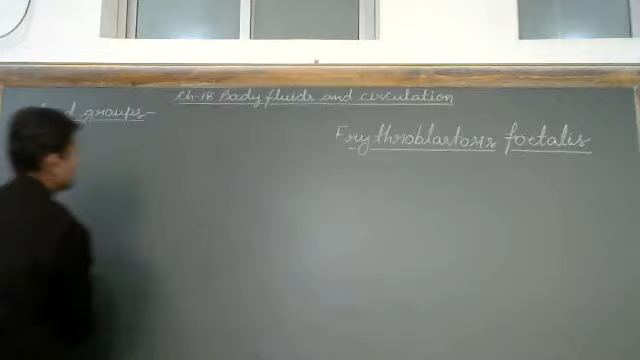 Ch-18 Body fluids and circulation
groups-
Erythroblastosis foetalis